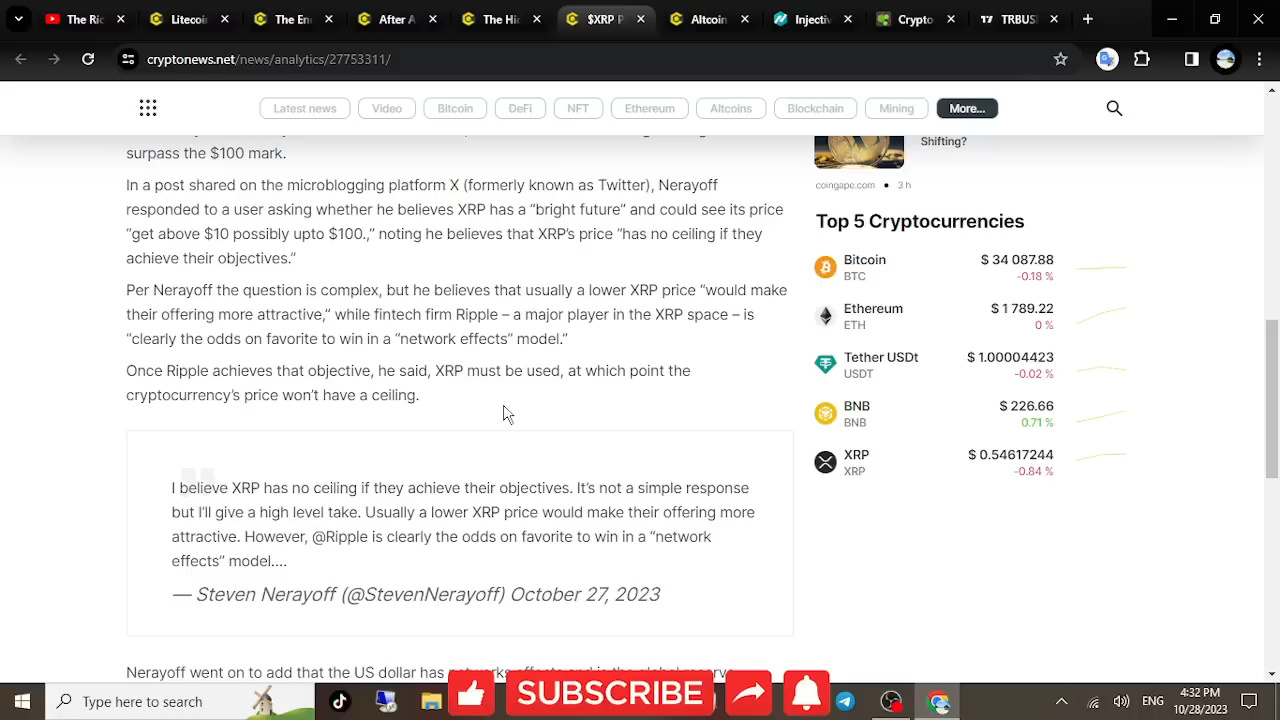 The Ric
Litecoin
The En
After A
The Hi
$XRP P
Altcoin
Injectiv
Crypto
TRBUS
cryptonews.net/news/analytics/27753311/
Latest news
Video
Bitcoin
DeFi
NFT
Ethereum
Altcoins
Blockchain
Mining
More...
surpass the $100 mark.
In a post shared on the microblogging platform X (formerly known as Twitter), Nerayoff
responded to a user asking whether he believes XRP has a “bright future” and could see its price
“get above $10 possibly upto $100.,” noting he believes that XRP’s price “has no ceiling if they
achieve their objectives.”
Per Nerayoff the question is complex, but he believes that usually a lower XRP price “would make
their offering more attractive,” while fintech firm Ripple – a major player in the XRP space – is
“clearly the odds on favorite to win in a “network effects” model.”
Once Ripple achieves that objective, he said, XRP must be used, at which point the
cryptocurrency’s price won’t have a ceiling.
I believe XRP has no ceiling if they achieve their objectives. It’s not a simple response
but I’ll give a high level take. Usually a lower XRP price would make their offering more
attractive. However, @Ripple is clearly the odds on favorite to win in a “network
effects” model....
— Steven Nerayoff (@StevenNerayoff) October 27, 2023
Nerayoff went on to add that the US dollar has
Shifting?
coingape.com • 3 h
Top 5 Cryptocurrencies
Bitcoin $ 34 087.88
BTC -0.18 %
Ethereum $ 1 789.22
ETH 0 %
Tether USDt $ 1.00004423
USDT -0.02 %
BNB $ 226.66
BNB 0.71 %
XRP $ 0.54617244
XRP -0.84 %
Type here to search
SUBSCRIBE
ENG
4:32 PM
10/28/2023